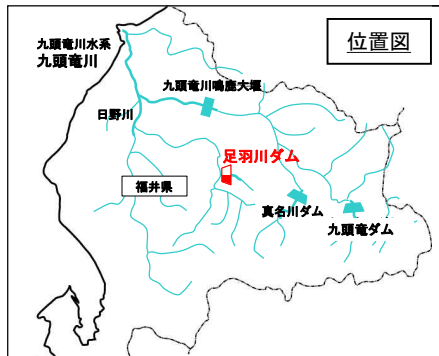 位置図
九頭竜川水系
九頭竜川
九頭竜川鳴鹿大堰
日野川
足羽川ダム
福井県
真名川ダム
九頭竜ダム